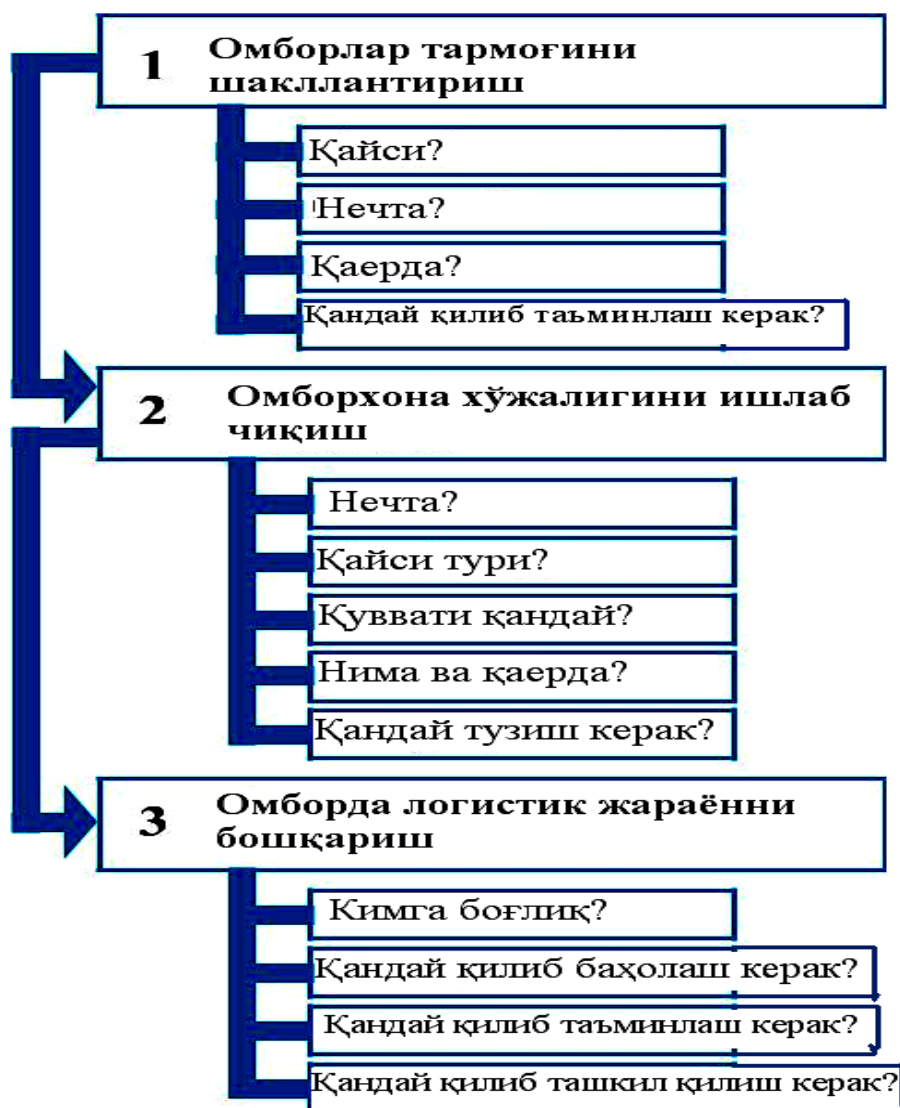 1
Омборлар тармоғини
шакллантириш
Қайси?
Нечта?
Қаерда?
Қандай қилиб таъминлаш керак?
2
Омборхона хўжалигини ишлаб
чиқиш
Нечта?
Қайси тури?
Қуввати қандай?
Нима ва қаерда?
Қандай тузиш керак?
3
Омборда логистик жараённи
бошқариш
Кимга боғлиқ?
Қандай қилиб баҳолаш керак?
Қандай қилиб таъминлаш керак?
Қандай қилиб ташкил қилиш керак?